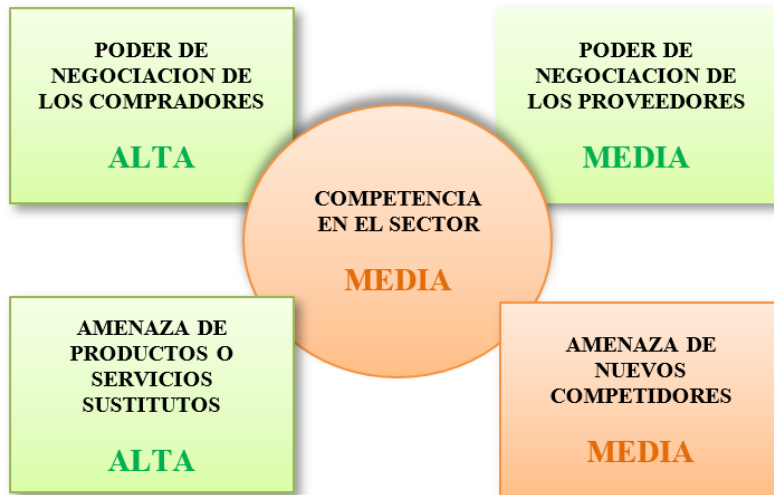 PODER DE
NEGOCIACION DE
LOS COMPRADORES
ALTA
PODER DE
NEGOCIACION DE
LOS PROVEEDORES
MEDIA
COMPETENCIA
EN EL SECTOR
MEDIA
AMENAZA DE
PRODUCTOS O
SERVICIOS
SUSTITUTOS
ALTA
AMENAZA DE
NUEVOS
COMPETIDORES
MEDIA